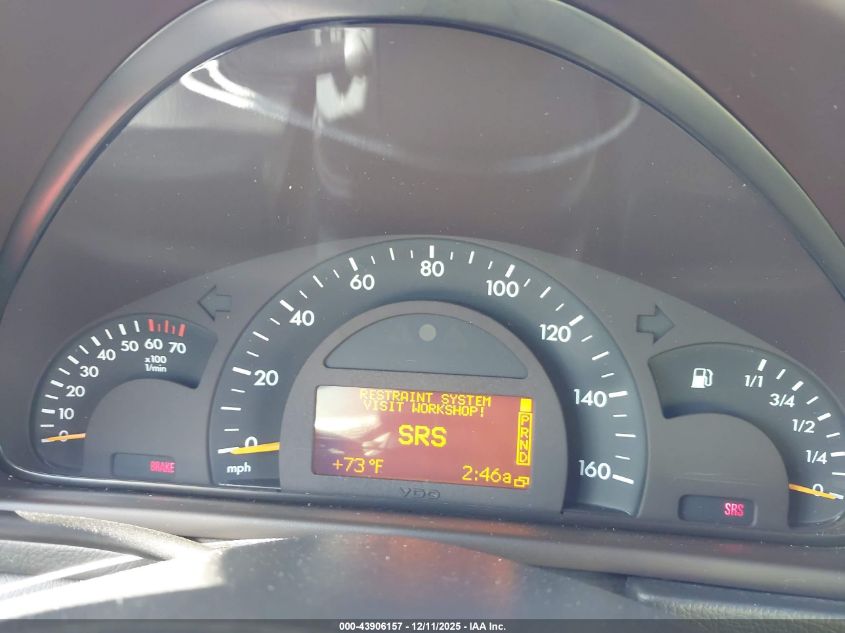 80
60
100
40
120
20
140
0
160
mph
70
60
50
40
30
20
10
0
x100
1/min
1/1
3/4
1/2
1/4
0
RESTRAINT SYSTEM
VISIT WORKSHOP!
SRS
P
R
N
D
+73°F
2:46a
VDO
BRAKE
SRS
000-43906157 - 12/11/2025 - IAA Inc.